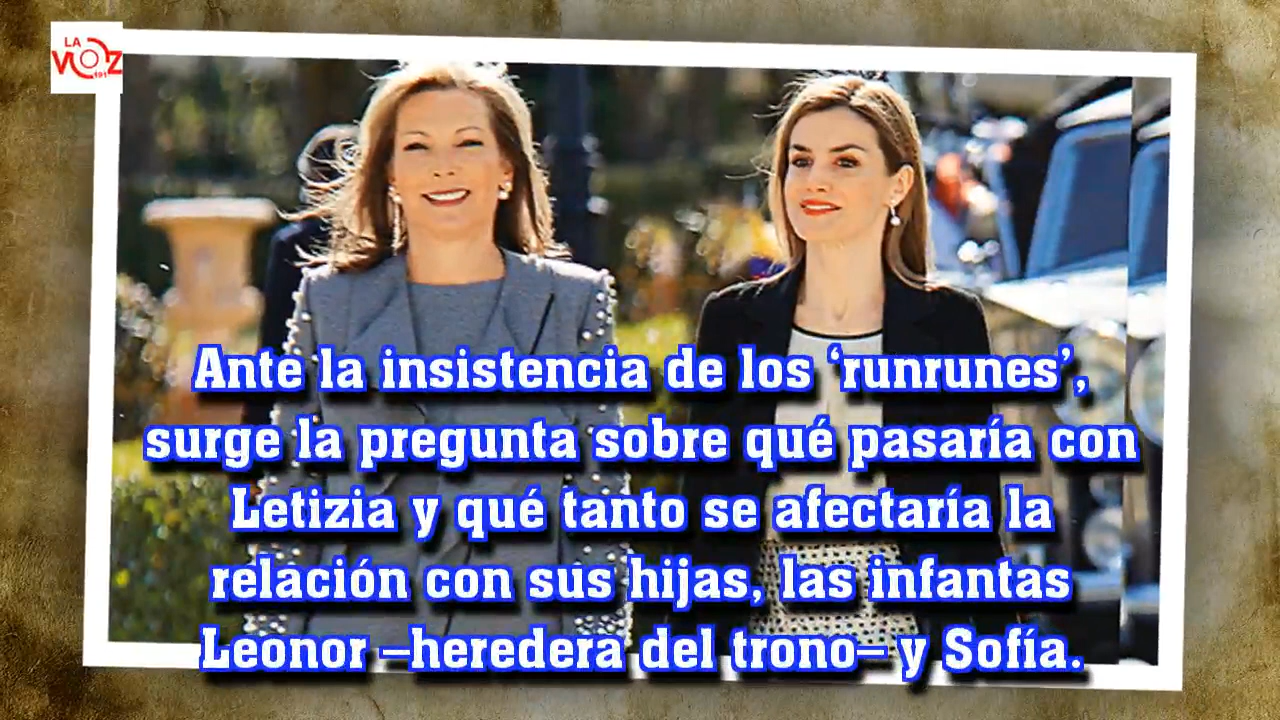 LA
VOZ
191
Ante la insistencia de los ‘runrunes’,
surge la pregunta sobre qué pasaría con
Letizia y qué tanto se afectaría la
relación con sus hijas, las infantas
Leonor –heredera del trono– y Sofía.